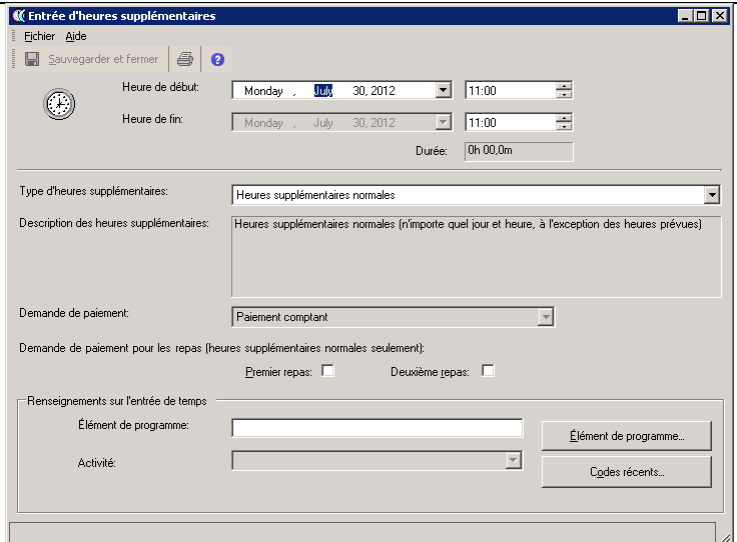 Entrée d'heures supplémentaires
Fichier Aide
Sauvegarder et fermer
Heure de début: Monday , July 30, 2012 11:00
Heure de fin: Monday , July 30, 2012 11:00
Durée: 0h 00,0m
Type d'heures supplémentaires: Heures supplémentaires normales
Description des heures supplémentaires: Heures supplémentaires normales (n'importe quel jour et heure, à l'exception des heures prévues)
Demande de paiement: Paiement comptant
Demande de paiement pour les repas (heures supplémentaires normales seulement):
Premier repas: Deuxième repas:
Renseignements sur l'entrée de temps
Élément de programme: Élément de programme...
Activité: Codes récents...